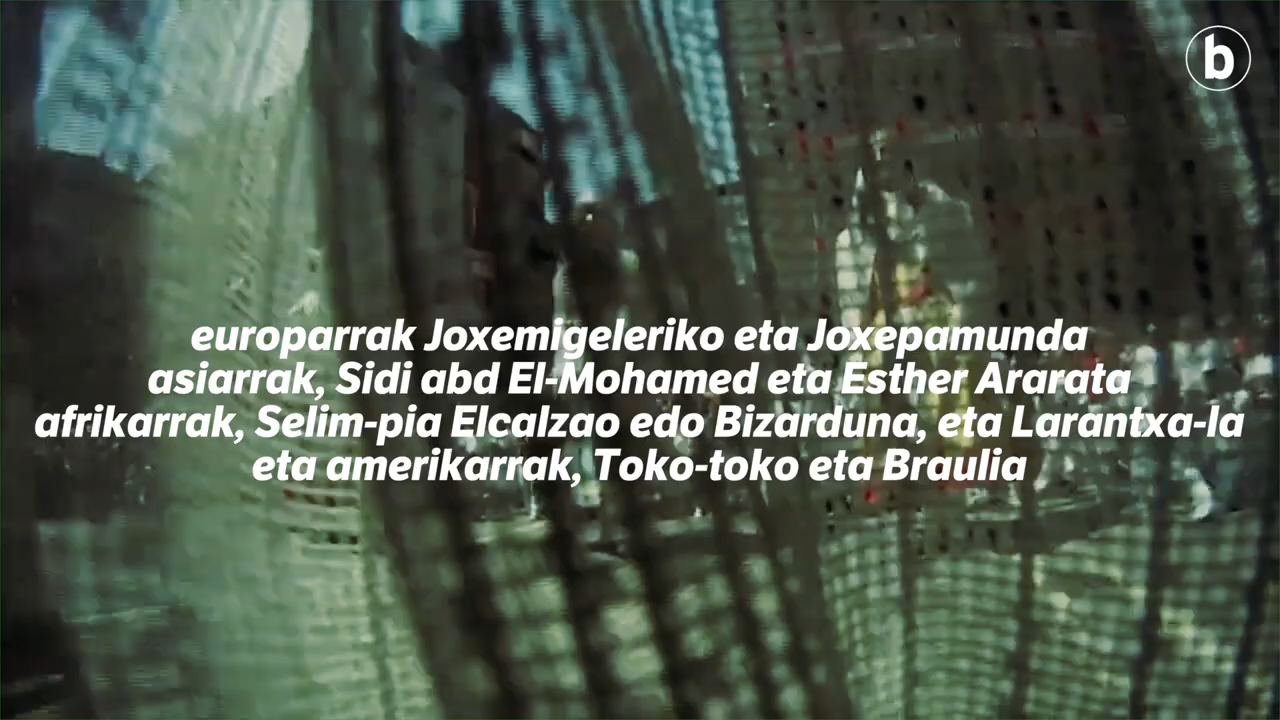 b
europarrak Joxemigeleriko eta Joxepamunda
asiarrak, Sidi abd El-Mohamed eta Esther Ararata
afrikarrak, Selim-pia Elcalzao edo Bizarduna, eta Larantxa-la
eta amerikarrak, Toko-toko eta Braulia